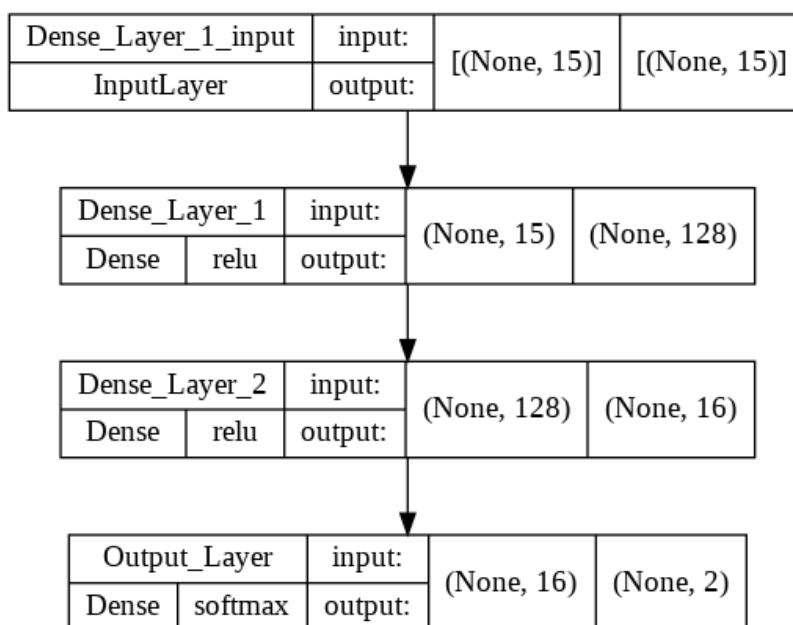 Dense_Layer_1_input input: [(None, 15)] [(None, 15)]
InputLayer output:
Dense_Layer_1 input: (None, 15) (None, 128)
Dense relu output:
Dense_Layer_2 input: (None, 128) (None, 16)
Dense relu output:
Output_Layer input: (None, 16) (None, 2)
Dense softmax output: